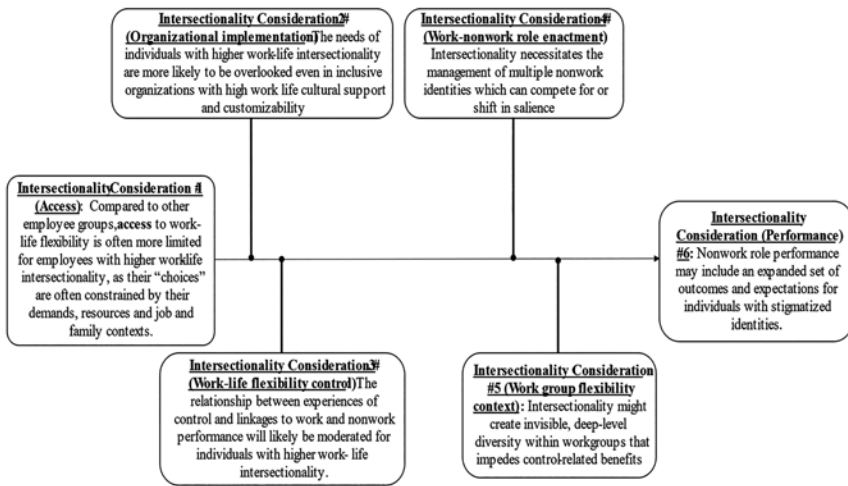 Intersectionality Consideration2#
(Organizational implementation)The needs of
individuals with higher work-life intersectionality
are more likely to be overlooked even in inclusive
organizations with high work life cultural support
and customizability
Intersectionality Consideration4#
(Work-nonwork role enactment)
Intersectionality necessitates the
management of multiple nonwork
identities which can compete for or
shift in salience
IntersectionalityConsideration #1
(Access): Compared to other
employee groups,access to work-
life flexibility is often more limited
for employees with higher worklife
intersectionality, as their “choices”
are often constrained by their
demands, resources and job and
family contexts.
Intersectionality
Consideration (Performance)
#6: Nonwork role performance
may include an expanded set of
outcomes and expectations for
individuals with stigmatized
identities.
Intersectionality Consideration3#
(Work-life flexibility control)The
relationship between experiences of
control and linkages to work and nonwork
performance will likely be moderated for
individuals with higher work- life
intersectionality.
Intersectionality Consideration
#5 (Work group flexibility
context): Intersectionality might
create invisible, deep-level
diversity within workgroups that
impedes control-related benefits